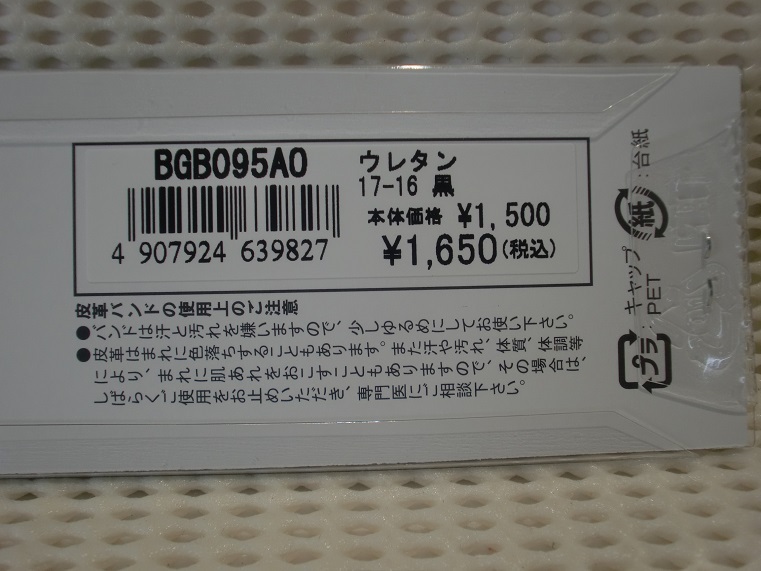 BGB095A0
ウレタン
17-16 黒
本体価格 ¥1,500
¥1,650(税込)
4 907924 639827
皮革バンドの使用上のご注意
●バンドは汗と汚れを嫌いますので、少しゆるめにしてお使い下さい。
●皮革はまれに色落ちすることもあります。また汗や汚れ、体質、体調等
により、まれに肌あれをおこすこともありますので、その場合は、
しばらくご使用をお止めいただき、専門医にご相談下さい。
紙:台紙
プラ:キャップ
PET